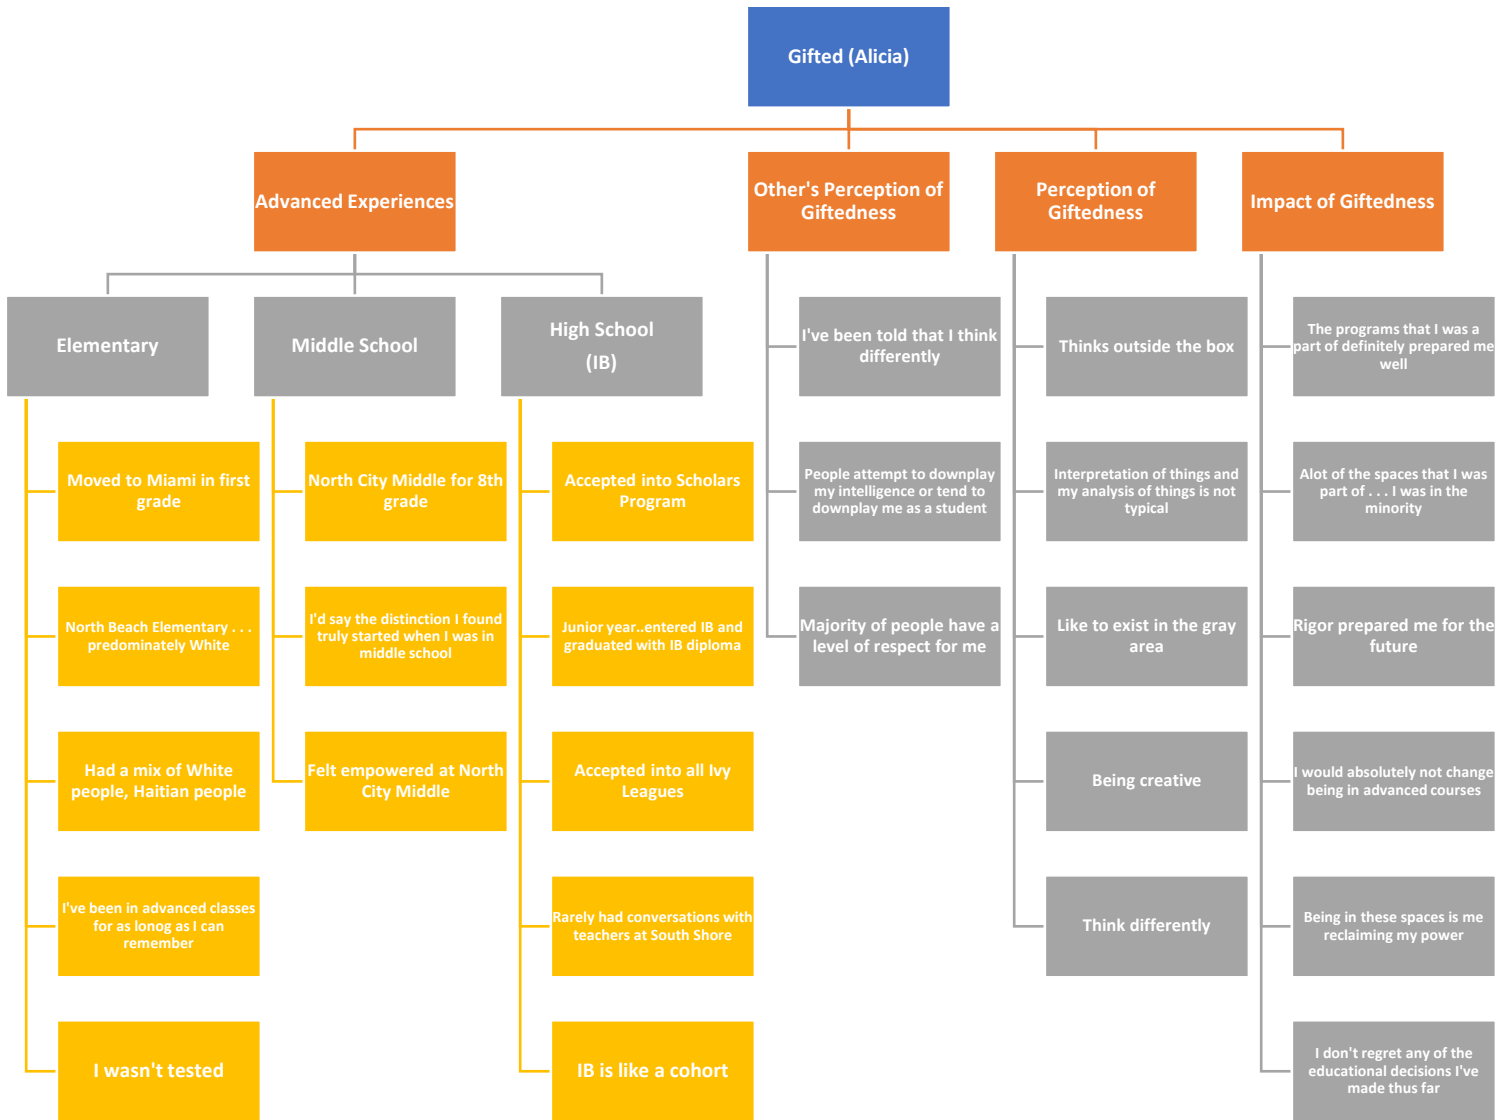 Gifted (Alicia)
Advanced Experiences
Other's Perception of
Giftedness
Perception of
Giftedness
Impact of Giftedness
Elementary
Middle School
High School
(IB)
I've been told that I think
differently
Thinks outside the box
The programs that I was a
part of definitely prepared me
well
Moved to Miami in first
grade
North City Middle for 8th
grade
Accepted into Scholars
Program
People attempt to downplay
my intelligence or tend to
downplay me as a student
Interpretation of things and
my analysis of things is not
typical
Alot of the spaces that I was
part of . . . I was in the
minority
North Beach Elementary . . .
predominately White
I'd say the distinction I found
truly started when I was in
middle school
Junior year..entered IB and
graduated with IB diploma
Majority of people have a
level of respect for me
Like to exist in the gray
area
Rigor prepared me for the
future
Had a mix of White
people, Haitian people
Felt empowered at North
City Middle
Accepted into all Ivy
Leagues
Being creative
I would absolutely not change
being in advanced courses
I've been in advanced classes
for as lonog as I can
remember
Rarely had conversations with
teachers at South Shore
Think differently
Being in these spaces is me
reclaiming my power
I wasn't tested
IB is like a cohort
I don't regret any of the
educational decisions I've
made thus far